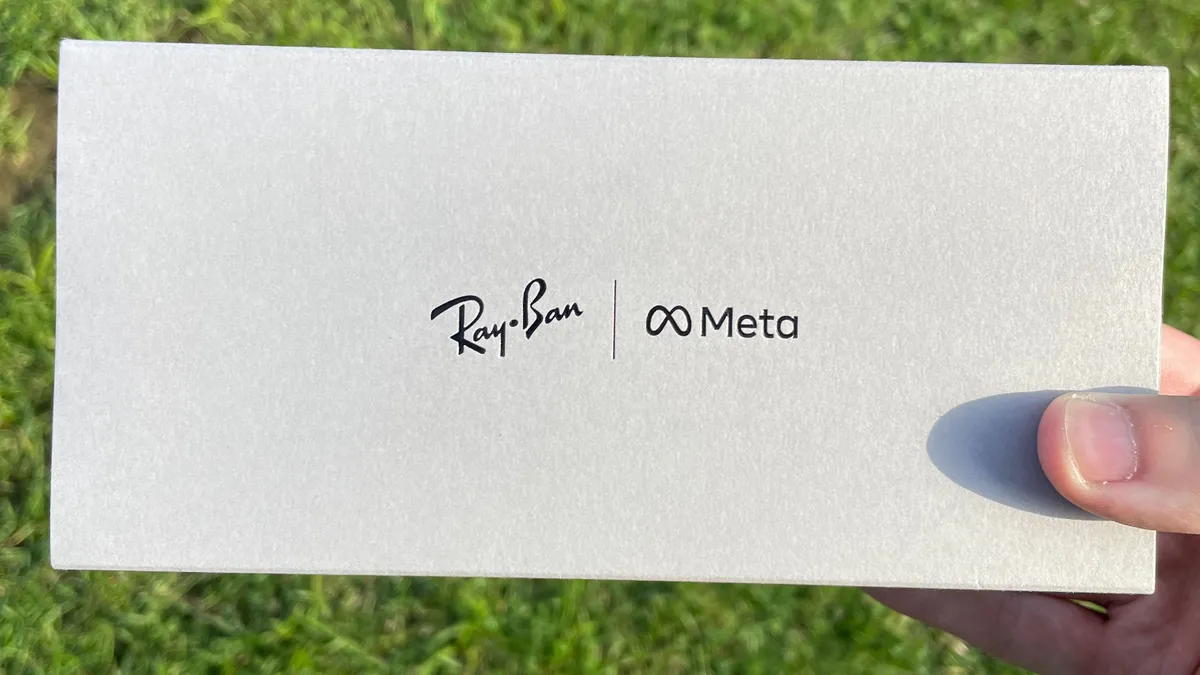 Ray-Ban | ∞ Meta